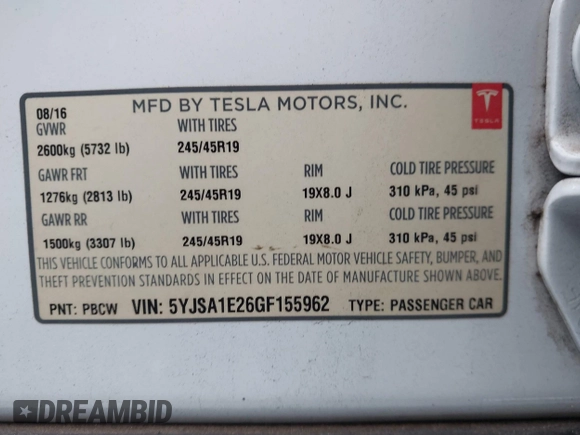 MFD BY TESLA MOTORS, INC.
TESLA
08/16
GVWR WITH TIRES
2600kg (5732 lb) 245/45R19
GAWR FRT WITH TIRES RIM COLD TIRE PRESSURE
1276kg (2813 lb) 245/45R19 19X8.0 J 310 kPa, 45 psi
GAWR RR WITH TIRES RIM COLD TIRE PRESSURE
1500kg (3307 lb) 245/45R19 19X8.0 J 310 kPa, 45 psi
THIS VEHICLE CONFORMS TO ALL APPLICABLE U.S. FEDERAL MOTOR VEHICLE SAFETY, BUMPER, AND
THEFT PREVENTION STANDARDS IN EFFECT ON THE DATE OF MANUFACTURE SHOWN ABOVE.
PNT: PBCW VIN: 5YJSA1E26GF155962 TYPE: PASSENGER CAR
DREAMBID